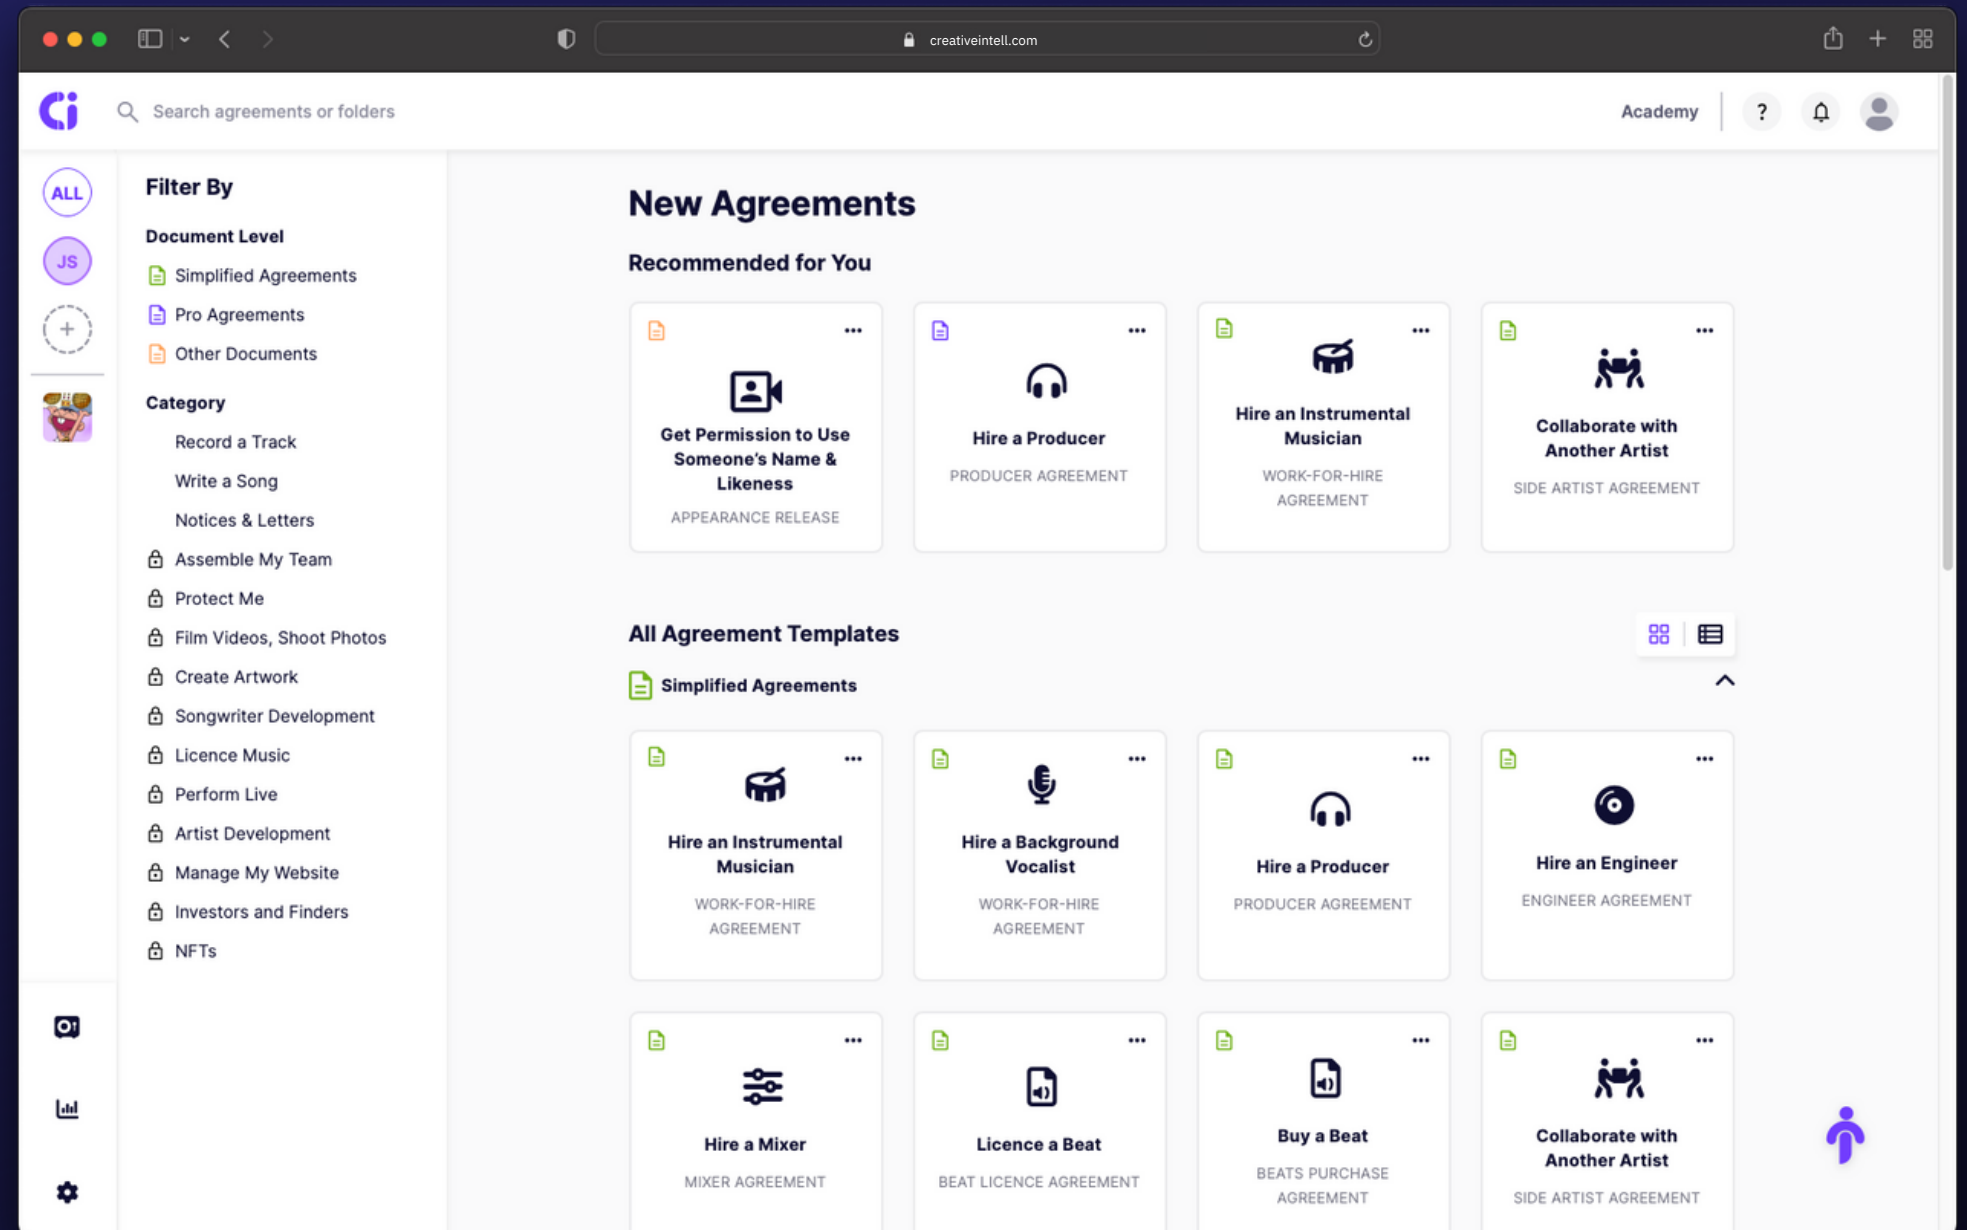 creativeintell.com
Ci
Search agreements or folders
Academy
?
ALL
JS
Filter By
Document Level
Simplified Agreements
Pro Agreements
Other Documents
Category
Record a Track
Write a Song
Notices & Letters
Assemble My Team
Protect Me
Film Videos, Shoot Photos
Create Artwork
Songwriter Development
Licence Music
Perform Live
Artist Development
Manage My Website
Investors and Finders
NFTs
New Agreements
Recommended for You
Get Permission to Use
Someone's Name &
Likeness
APPEARANCE RELEASE
Hire a Producer
PRODUCER AGREEMENT
Hire an Instrumental
Musician
WORK-FOR-HIRE
AGREEMENT
Collaborate with
Another Artist
SIDE ARTIST AGREEMENT
All Agreement Templates
Simplified Agreements
Hire an Instrumental
Musician
WORK-FOR-HIRE
AGREEMENT
Hire a Background
Vocalist
WORK-FOR-HIRE
AGREEMENT
Hire a Producer
PRODUCER AGREEMENT
Hire an Engineer
ENGINEER AGREEMENT
Hire a Mixer
MIXER AGREEMENT
Licence a Beat
BEAT LICENCE AGREEMENT
Buy a Beat
BEATS PURCHASE
AGREEMENT
Collaborate with
Another Artist
SIDE ARTIST AGREEMENT